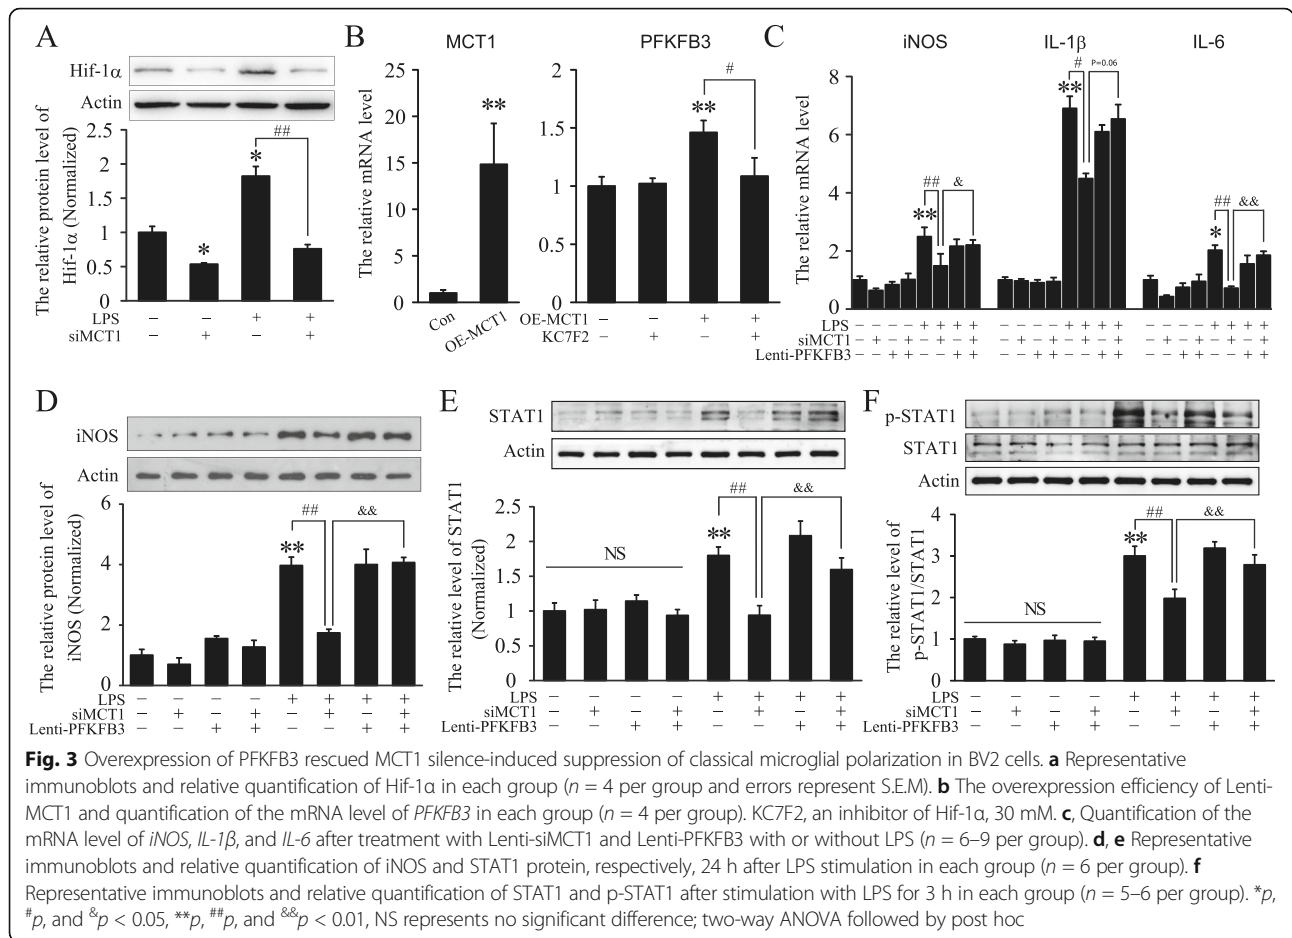 A
Hif-1α
Actin
The relative protein level of
Hif-1α (Normalized)
2.5
2
1.5
1
0.5
0
*
*
##
LPS − − + +
siMCT1 − + − +
B
MCT1
The relative mRNA level
25
20
15
10
5
0
**
Con
OE-MCT1
PFKFB3
2
1.5
1
0.5
0
**
#
OE-MCT1 − − + +
KC7F2 − + − +
C
iNOS
IL-1β
IL-6
The relative mRNA level
8
6
4
2
0
**
##
&
**
#
P=0.06
*
##
&&
LPS − − − − + + + + − − − − + + + + − − − − + + + +
siMCT1 − + − + − + − + − + − + − + − + − + − + − + − +
Lenti-PFKFB3 − − + + − − + + − − + + − − + + − − + + − − + +
D
iNOS
Actin
The relative protein level of
iNOS (Normalized)
6
4
2
0
**
##
&&
LPS − − − − + + + +
siMCT1 − + − + − + − +
Lenti-PFKFB3 − − + + − − + +
E
STAT1
Actin
The relative level of STAT1
(Normalized)
2.5
2
1.5
1
0.5
0
NS
**
##
&&
LPS − − − − + + + +
siMCT1 − + − + − + − +
Lenti-PFKFB3 − − + + − − + +
F
p-STAT1
STAT1
Actin
The relative level of
p-STAT1/STAT1
4
3
2
1
0
NS
**
##
&&
LPS − − − − + + + +
siMCT1 − + − + − + − +
Lenti-PFKFB3 − − + + − − + +
Fig. 3 Overexpression of PFKFB3 rescued MCT1 silence-induced suppression of classical microglial polarization in BV2 cells. a Representative
immunoblots and relative quantification of Hif-1α in each group (n = 4 per group and errors represent S.E.M). b The overexpression efficiency of Lenti-
MCT1 and quantification of the mRNA level of PFKFB3 in each group (n = 4 per group). KC7F2, an inhibitor of Hif-1α, 30 mM. c, Quantification of the
mRNA level of iNOS, IL-1β, and IL-6 after treatment with Lenti-siMCT1 and Lenti-PFKFB3 with or without LPS (n = 6–9 per group). d, e Representative
immunoblots and relative quantification of iNOS and STAT1 protein, respectively, 24 h after LPS stimulation in each group (n = 6 per group). f
Representative immunoblots and relative quantification of STAT1 and p-STAT1 after stimulation with LPS for 3 h in each group (n = 5–6 per group). *p,
#p, and &p < 0.05, **p, ##p, and &&p < 0.01, NS represents no significant difference; two-way ANOVA followed by post hoc